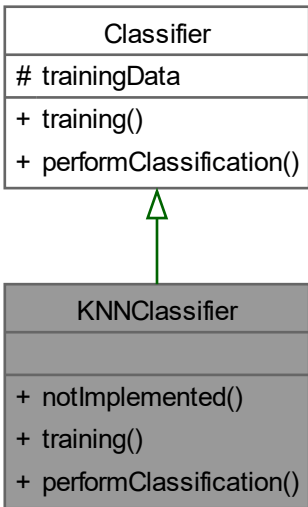 Classifier
# trainingData
+ training()
+ performClassification()
KNNClassifier
+ notImplemented()
+ training()
+ performClassification()